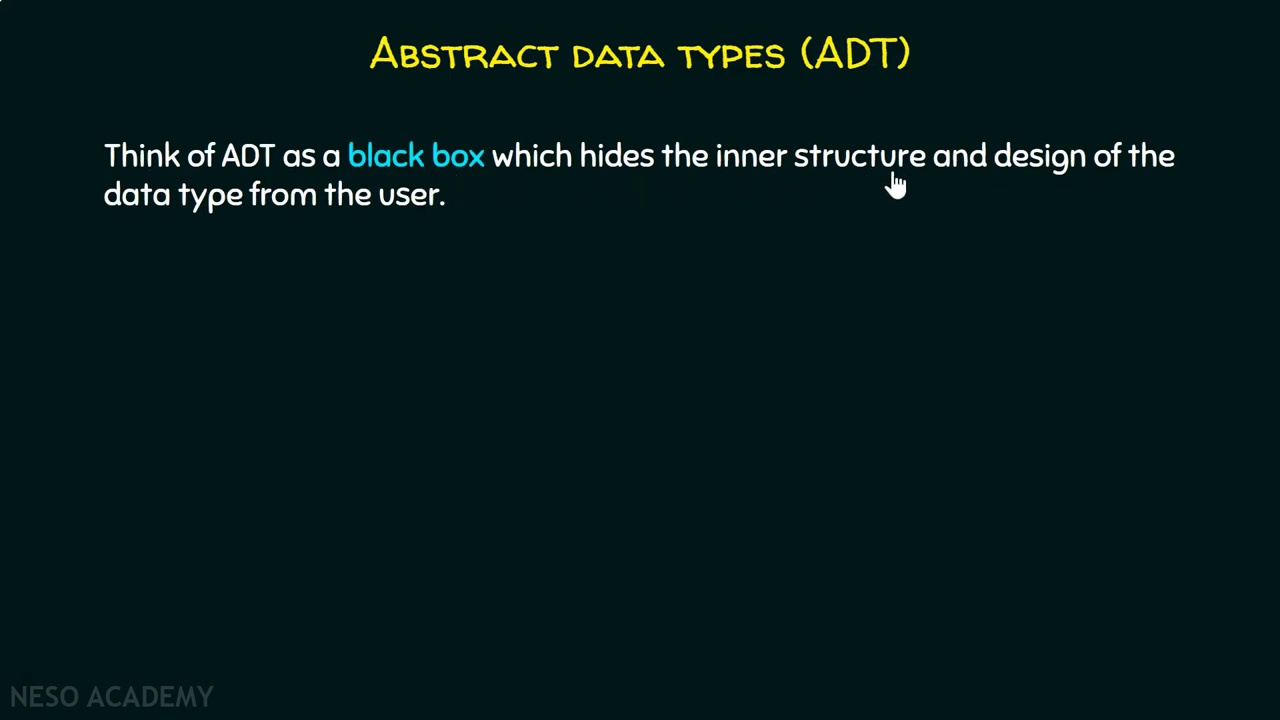 Abstract data types (ADT)
Think of ADT as a black box which hides the inner structure and design of the
data type from the user.
NESO ACADEMY